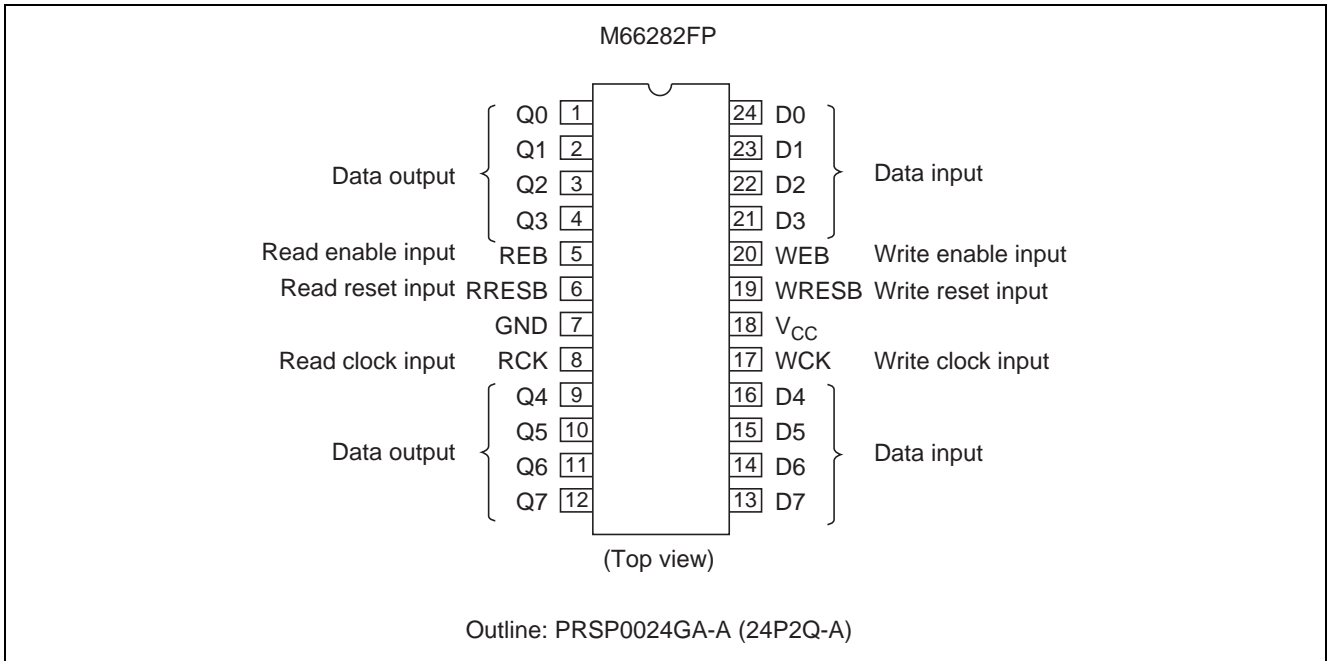 M66282FP
Q0 1 24 D0
Q1 2 23 D1
Data output Q2 3 22 D2 Data input
Q3 4 21 D3
Read enable input REB 5 20 WEB Write enable input
Read reset input RRESB 6 19 WRESB Write reset input
GND 7 18 VCC
Read clock input RCK 8 17 WCK Write clock input
Q4 9 16 D4
Q5 10 15 D5
Data output Q6 11 14 D6 Data input
Q7 12 13 D7
(Top view)
Outline: PRSP0024GA-A (24P2Q-A)